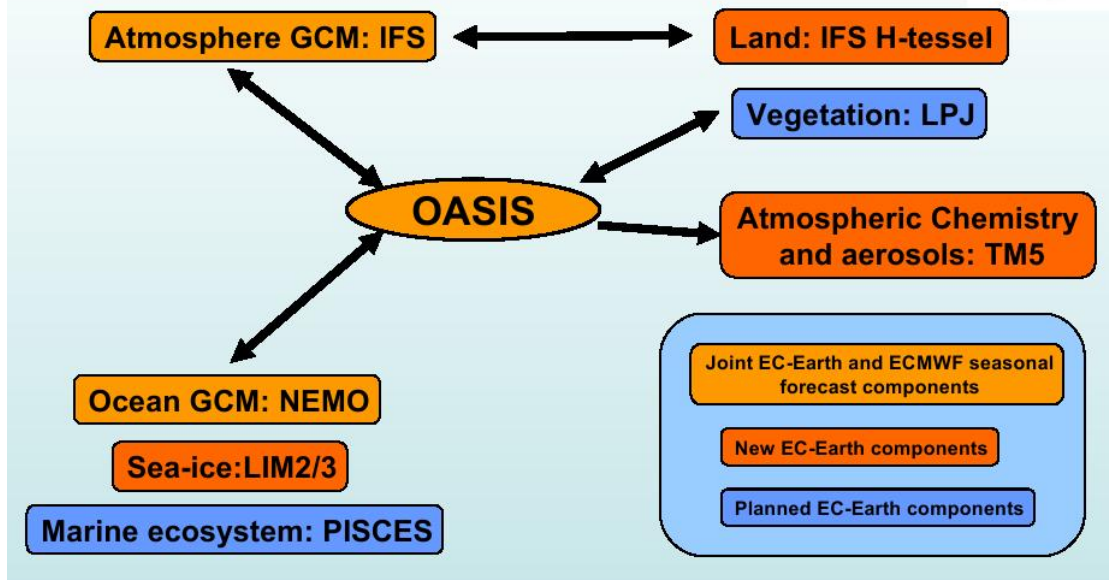 Atmosphere GCM: IFS
Land: IFS H-tessel
Vegetation: LPJ
OASIS
Atmospheric Chemistry
and aerosols: TM5
Ocean GCM: NEMO
Sea-ice:LIM2/3
Marine ecosystem: PISCES
Joint EC-Earth and ECMWF seasonal
forecast components
New EC-Earth components
Planned EC-Earth components